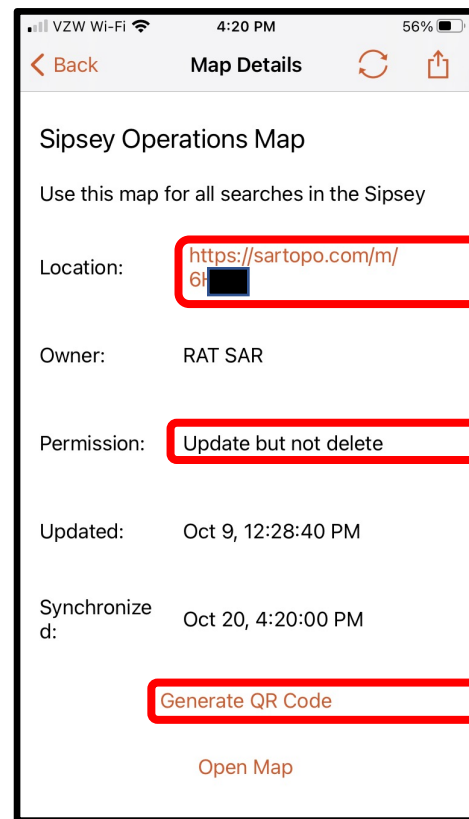 VZW Wi-Fi 4:20 PM 56%
Back Map Details
Sipsey Operations Map
Use this map for all searches in the Sipsey
Location: https://sartopo.com/m/
6H
Owner: RAT SAR
Permission: Update but not delete
Updated: Oct 9, 12:28:40 PM
Synchronize
d: Oct 20, 4:20:00 PM
Generate QR Code
Open Map